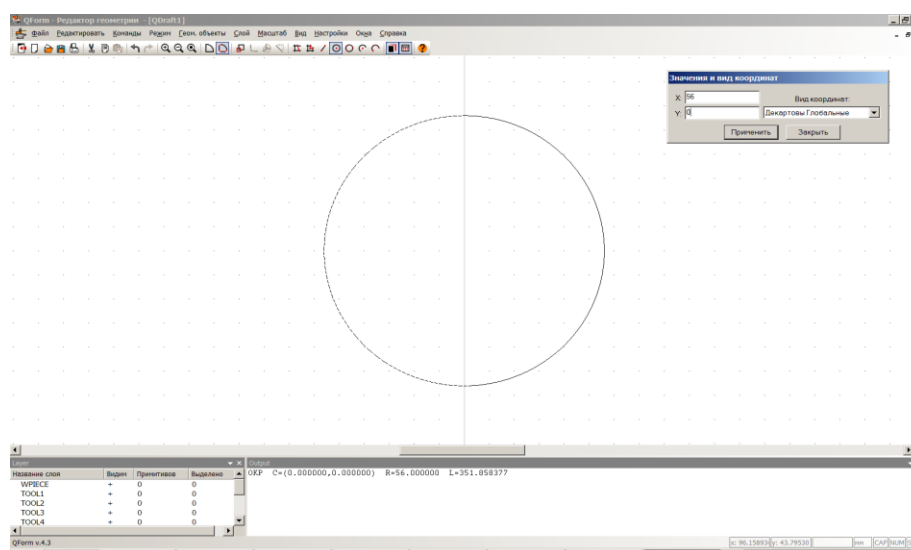 QForm - Редактор геометрии - [QDraft1]
Файл Редактировать Команды Режим Геом. объекты Слой Масштаб Вид Настройки Окна Справка
Значения и вид координат
X: 56
Вид координат:
Y: 0
Декартовы Глобальные
Применить Закрыть
Layer
Output
Название слоя Видим Примитивов Выделено
WPIECE + 0 0
TOOL1 + 0 0
TOOL2 + 0 0
TOOL3 + 0 0
TOOL4 + 0 0
ОКР C=(0.000000,0.000000) R=56.000000 L=351.858377
QForm v.4.3
x: 96.15893 y: 43.79530 мм CAP NUM